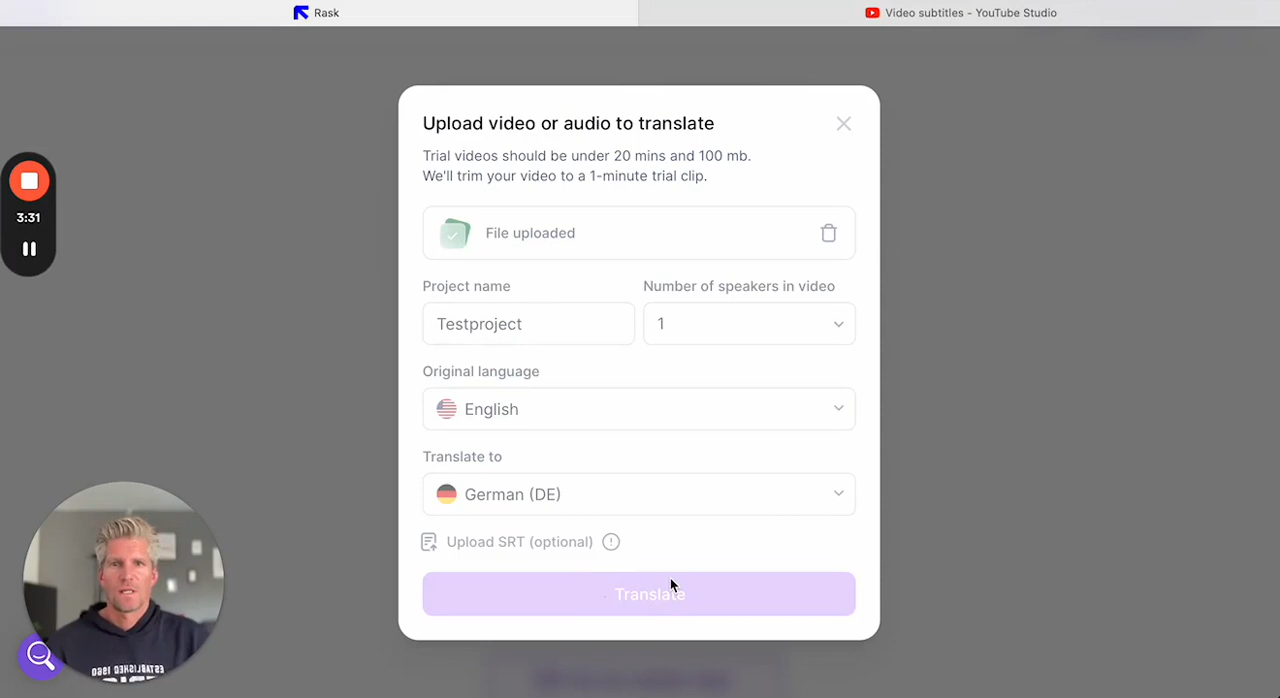 Rask
Video subtitles - YouTube Studio
Upload video or audio to translate
Trial videos should be under 20 mins and 100 mb.
We'll trim your video to a 1-minute trial clip.
3:31
File uploaded
Project name
Number of speakers in video
Testproject
1
Original language
English
Translate to
German (DE)
Upload SRT (optional)
Translate
ESTABLISHED 1960